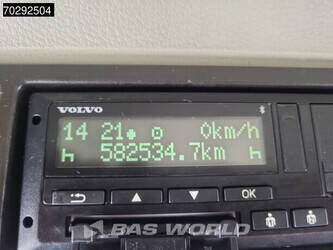 70292504
VOLVO
14 21 0km/h
h 582534.7km h
OK
BAS WORLD